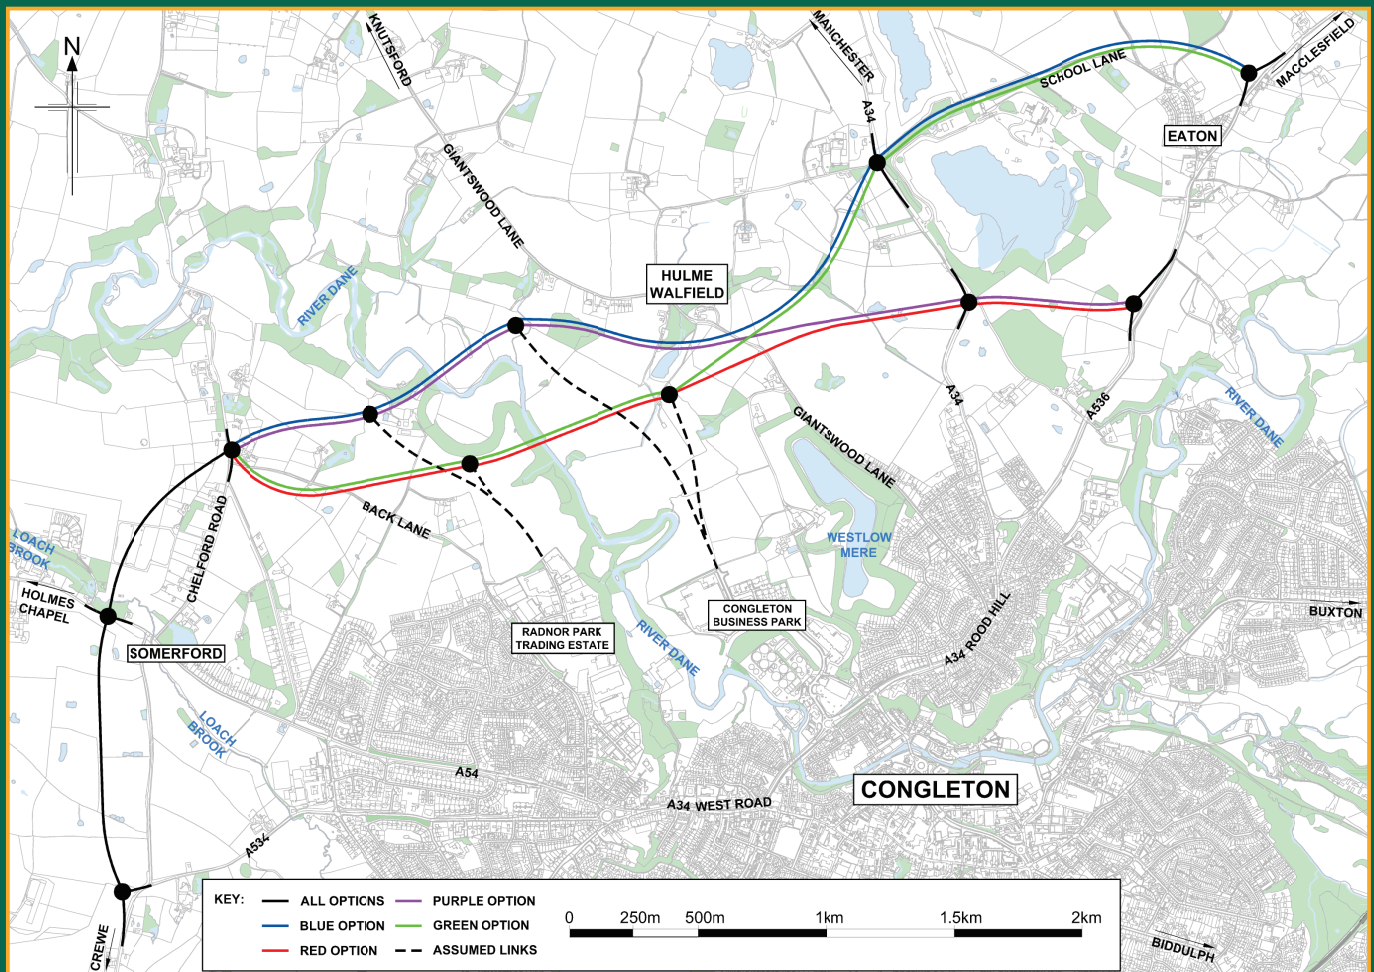 N
KNUTSFORD
MANCHESTER
MACCLESFIELD
SCHOOL LANE
A34
EATON
GIANTSWOOD LANE
HULME
WALFIELD
RIVER DANE
A34
A536
RIVER DANE
GIANTSWOOD LANE
BACK LANE
CHELFORD ROAD
LOACH
BROOK
WESTLOW
MERE
HOLMES
CHAPEL
CONGLETON
BUSINESS PARK
BUXTON
RADNOR PARK
TRADING ESTATE
RIVER DANE
A34 ROOD HILL
SOMERFORD
LOACH
BROOK
A54
CONGLETON
A34 WEST ROAD
A534
CREWE
BIDDULPH
KEY:
ALL OPTIONS
BLUE OPTION
RED OPTION
PURPLE OPTION
GREEN OPTION
ASSUMED LINKS
0 250m 500m 1km 1.5km 2km